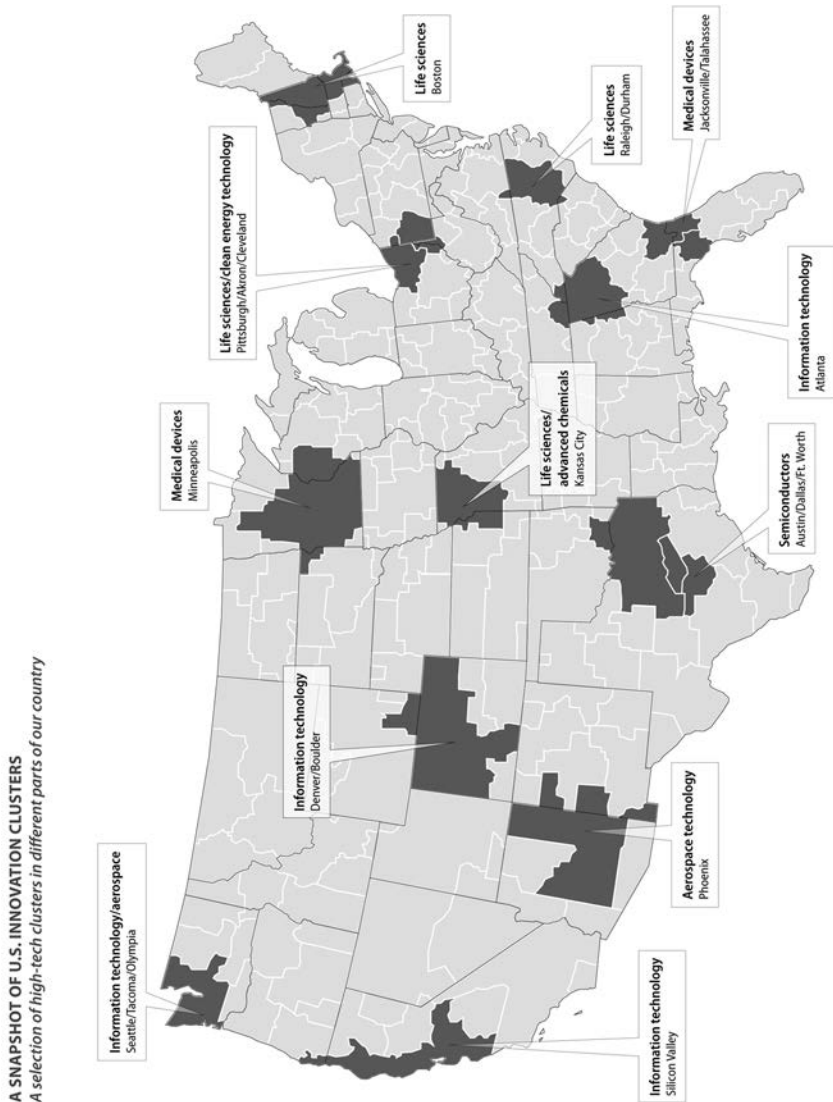 A SNAPSHOT OF U.S. INNOVATION CLUSTERS
A selection of high-tech clusters in different parts of our country
Information technology/aerospace
Seattle/Tacoma/Olympia
Information technology
Denver/Boulder
Medical devices
Minneapolis
Life sciences/clean energy technology
Pittsburgh/Akron/Cleveland
Life sciences
Boston
Life sciences/
advanced chemicals
Kansas City
Life sciences
Raleigh/Durham
Information technology
Silicon Valley
Aerospace technology
Phoenix
Semiconductors
Austin/Dallas/Ft. Worth
Information technology
Atlanta
Medical devices
Jacksonville/Talahassee